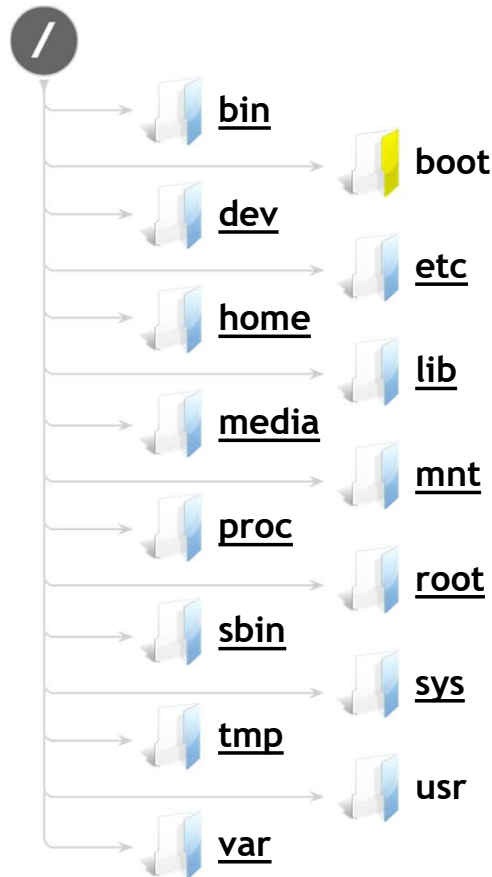 /
bin
boot
dev
etc
home
lib
media
mnt
proc
root
sbin
sys
tmp
usr
var